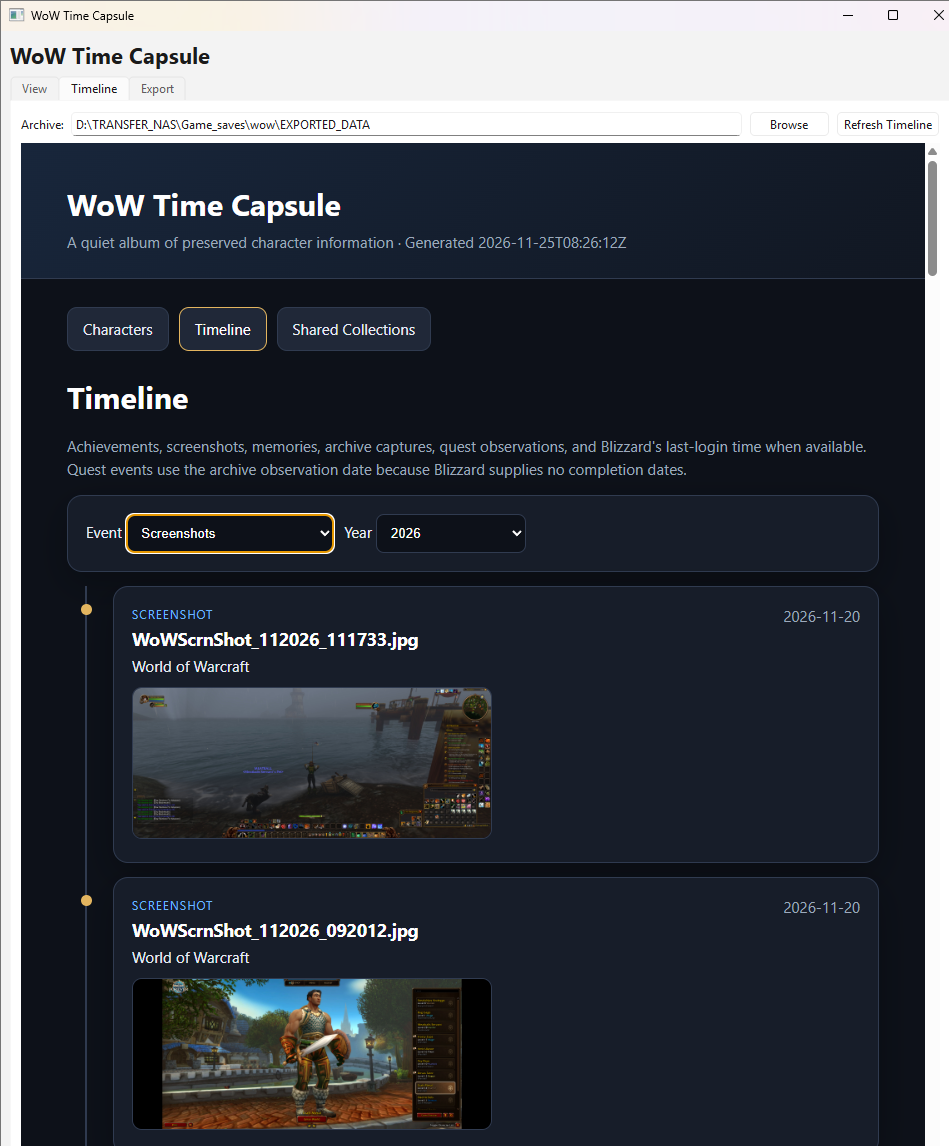 WoW Time Capsule
WoW Time Capsule
View Timeline Export
Archive: D:\TRANSFER_NAS\Game_saves\wow\EXPORTED_DATA Browse Refresh Timeline
WoW Time Capsule
A quiet album of preserved character information · Generated 2026-11-25T08:26:12Z
Characters Timeline Shared Collections
Timeline
Achievements, screenshots, memories, archive captures, quest observations, and Blizzard's last-login time when available.
Quest events use the archive observation date because Blizzard supplies no completion dates.
Event Screenshots Year 2026
SCREENSHOT 2026-11-20
WoWScrnShot_112026_111733.jpg
World of Warcraft
SCREENSHOT 2026-11-20
WoWScrnShot_112026_092012.jpg
World of Warcraft